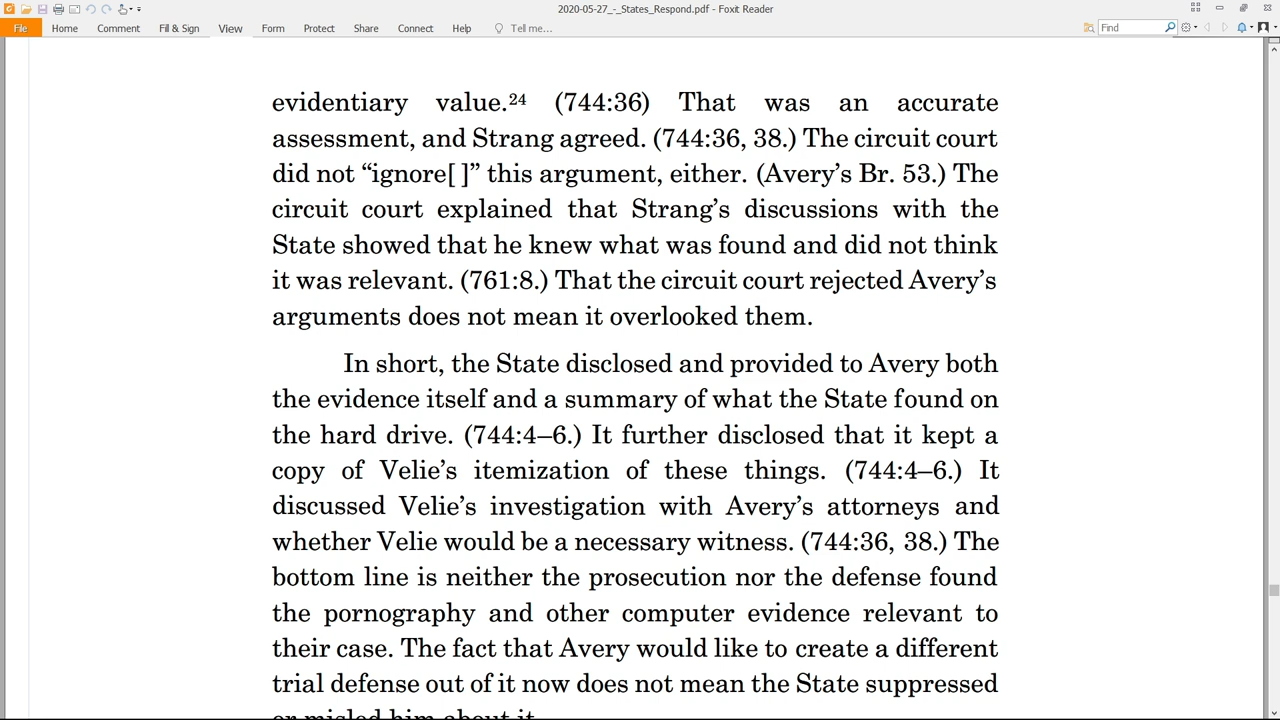 2020-05-27_-_States_Respond.pdf - Foxit Reader
File Home Comment Fill & Sign Protect View Form Share Connect Help Tell me... Find
evidentiary value.24 (744:36) That was an accurate
assessment, and Strang agreed. (744:36, 38.) The circuit court
did not “ignore[ ]” this argument, either. (Avery’s Br. 53.) The
circuit court explained that Strang’s discussions with the
State showed that he knew what was found and did not think
it was relevant. (761:8.) That the circuit court rejected Avery’s
arguments does not mean it overlooked them.
In short, the State disclosed and provided to Avery both
the evidence itself and a summary of what the State found on
the hard drive. (744:4–6.) It further disclosed that it kept a
copy of Velie’s itemization of these things. (744:4–6.) It
discussed Velie’s investigation with Avery’s attorneys and
whether Velie would be a necessary witness. (744:36, 38.) The
bottom line is neither the prosecution nor the defense found
the pornography and other computer evidence relevant to
their case. The fact that Avery would like to create a different
trial defense out of it now does not mean the State suppressed
or misled him about it.